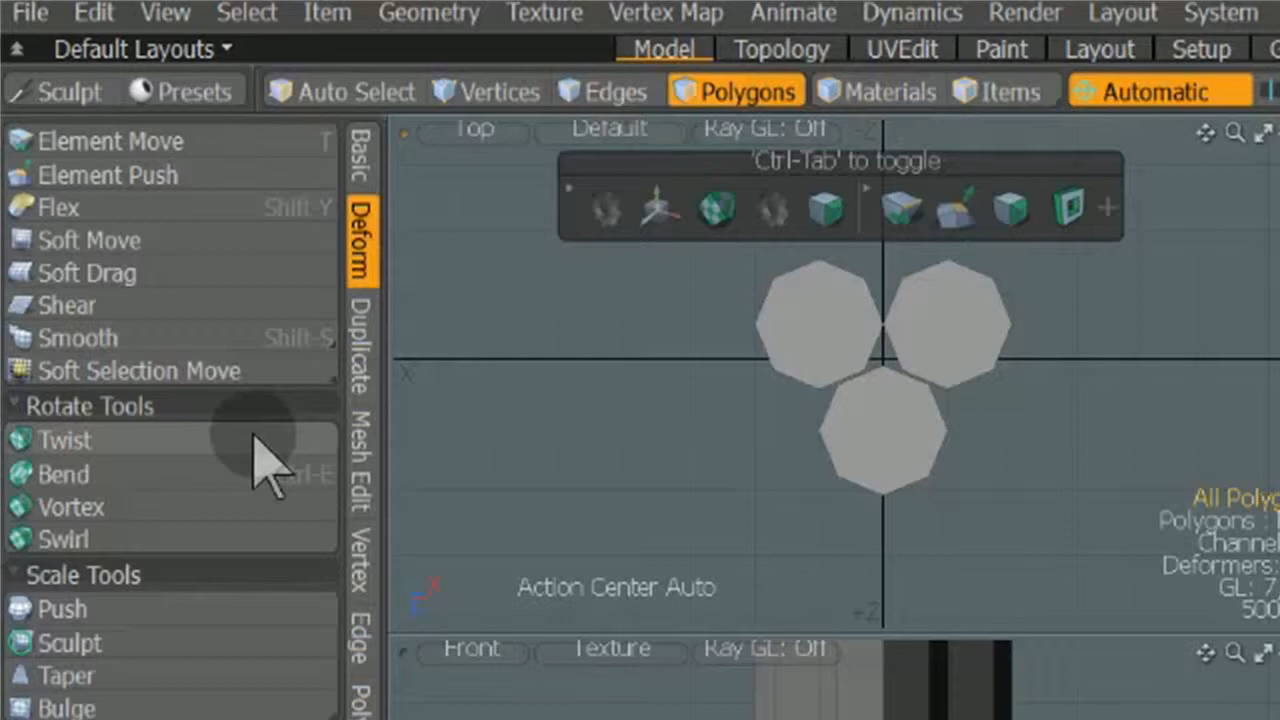 File Edit View Select Item Geometry Texture Vertex Map Animate Dynamics Render Layout System
Default Layouts Model Topology UVEdit Paint Layout Setup
Sculpt Presets Auto Select Vertices Edges Polygons Materials Items Automatic
Top Default Ray GL: Off -Z
'Ctrl-Tab' to toggle
Element Move T
Element Push
Flex Shift-Y
Soft Move
Soft Drag
Shear
Smooth Shift-S
Soft Selection Move
Rotate Tools
Twist
Bend Ctrl-E
Vortex
Swirl
Scale Tools
Push
Sculpt
Taper
Bulge
Basic
Deform
Duplicate
Mesh Edit
Vertex
Edge
Pol
X
All Polyg
Polygons :
Channel
Deformers:
GL: 7
500
X
Action Center Auto
+Z
Front Texture Ray GL: Off